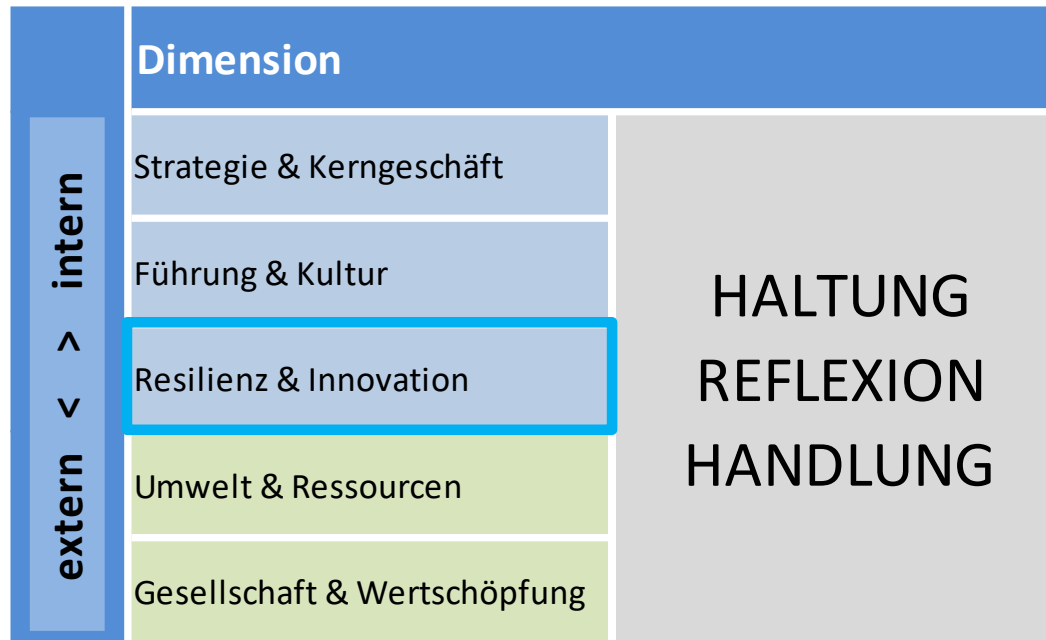 Dimension
extern < > intern
Strategie & Kerngeschäft
Führung & Kultur
Resilienz & Innovation
Umwelt & Ressourcen
Gesellschaft & Wertschöpfung
HALTUNG
REFLEXION
HANDLUNG